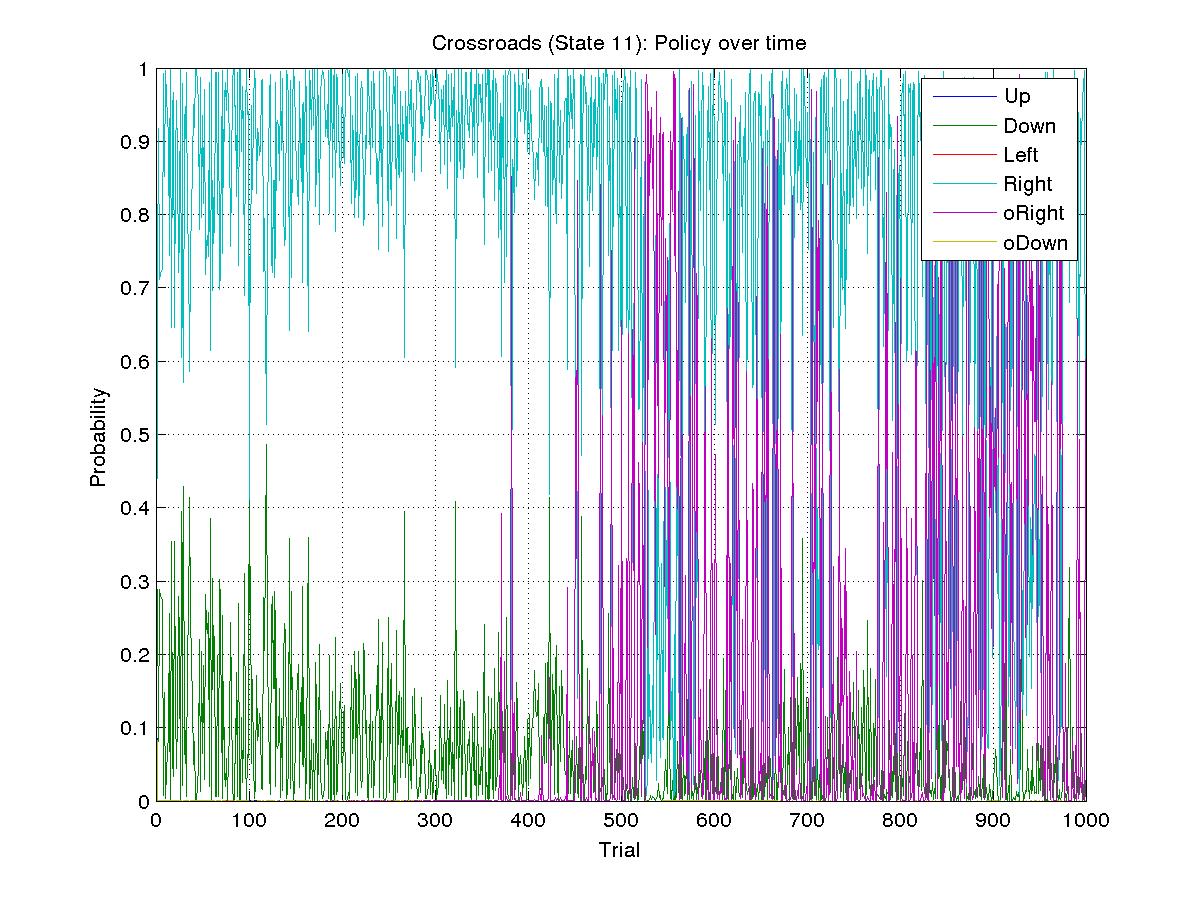 Crossroads (State 11): Policy over time
1
0.9
0.8
0.7
0.6
0.5
0.4
0.3
0.2
0.1
0
Probability
Up
Down
Left
Right
oRight
oDown
0 100 200 300 400 500 600 700 800 900 1000
Trial